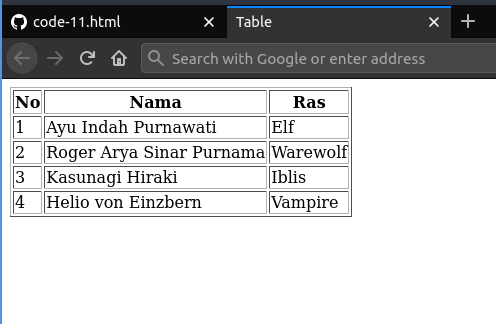 code-11.html
Table
Search with Google or enter address
No Nama Ras
1 Ayu Indah Purnawati Elf
2 Roger Arya Sinar Purnama Warewolf
3 Kasunagi Hiraki Iblis
4 Helio von Einzbern Vampire